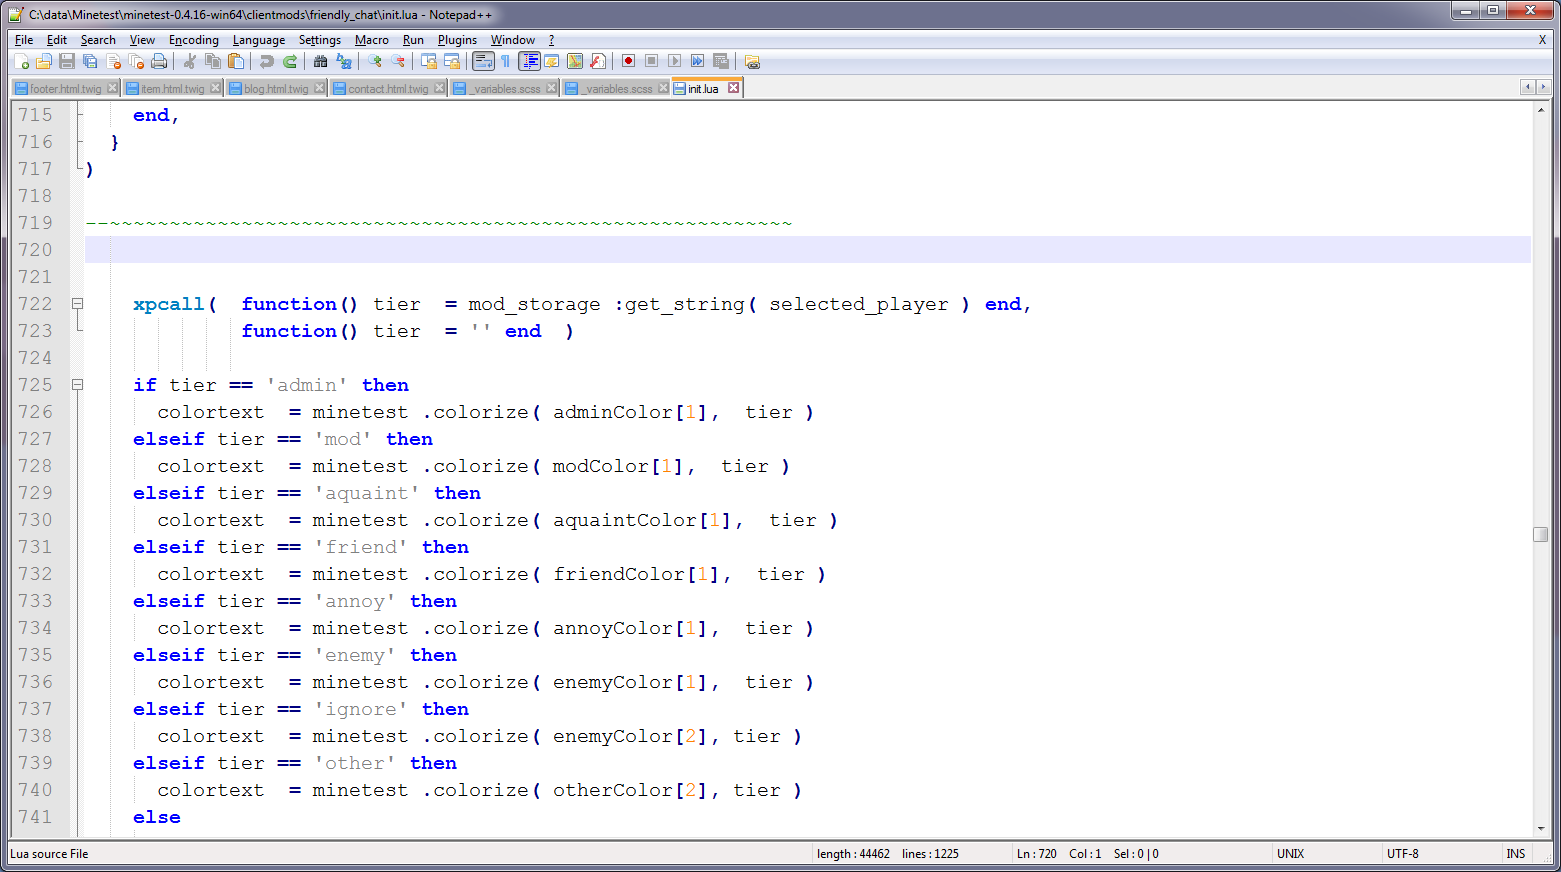 C:\data\Minetest\minetest-0.4.16-win64\clientmods\friendly_chat\init.lua - Notepad++
File Edit Search View Encoding Language Settings Macro Run Plugins Window ? X
footer.html.twig item.html.twig blog.html.twig contact.html.twig _variables.scss _variables.scss init.lua
715 end,
716 }
717 )
718
719 --~~~~~~~~~~~~~~~~~~~~~~~~~~~~~~~~~~~~~~~~~~~~~~~~~~~~~~~~~
720
721
722 xpcall(  function() tier  = mod_storage :get_string( selected_player ) end,
723 function() tier  = '' end  )
724
725 if tier == 'admin' then
726 colortext  = minetest .colorize( adminColor[1],  tier )
727 elseif tier == 'mod' then
728 colortext  = minetest .colorize( modColor[1],  tier )
729 elseif tier == 'aquaint' then
730 colortext  = minetest .colorize( aquaintColor[1],  tier )
731 elseif tier == 'friend' then
732 colortext  = minetest .colorize( friendColor[1],  tier )
733 elseif tier == 'annoy' then
734 colortext  = minetest .colorize( annoyColor[1],  tier )
735 elseif tier == 'enemy' then
736 colortext  = minetest .colorize( enemyColor[1],  tier )
737 elseif tier == 'ignore' then
738 colortext  = minetest .colorize( enemyColor[2], tier )
739 elseif tier == 'other' then
740 colortext  = minetest .colorize( otherColor[2], tier )
741 else
Lua source File length : 44462 lines : 1225 Ln : 720 Col : 1 Sel : 0 | 0 UNIX UTF-8 INS